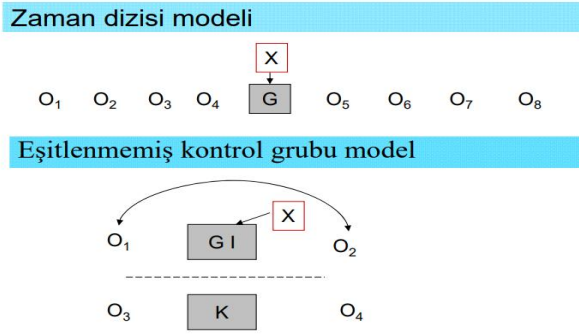 Zaman dizisi modeli
X
O₁ O₂ O₃ O₄ G O₅ O₆ O₇ O₈
Eşitlenmemiş kontrol grubu model
X
O₁ G I O₂
O₃ K O₄